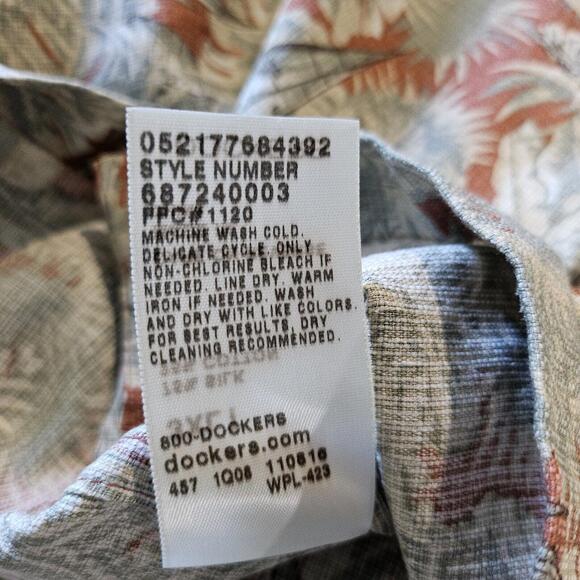 052177684392
STYLE NUMBER
687240003
PPC#1120
MACHINE WASH COLD.
DELICATE CYCLE, ONLY
NON-CHLORINE BLEACH IF
NEEDED. LINE DRY, WARM
IRON IF NEEDED. WASH
AND DRY WITH LIKE COLORS.
FOR BEST RESULTS, DRY
CLEANING RECOMMENDED.
800-DOCKERS
dockers.com
457 1Q08 110616
WPL-423